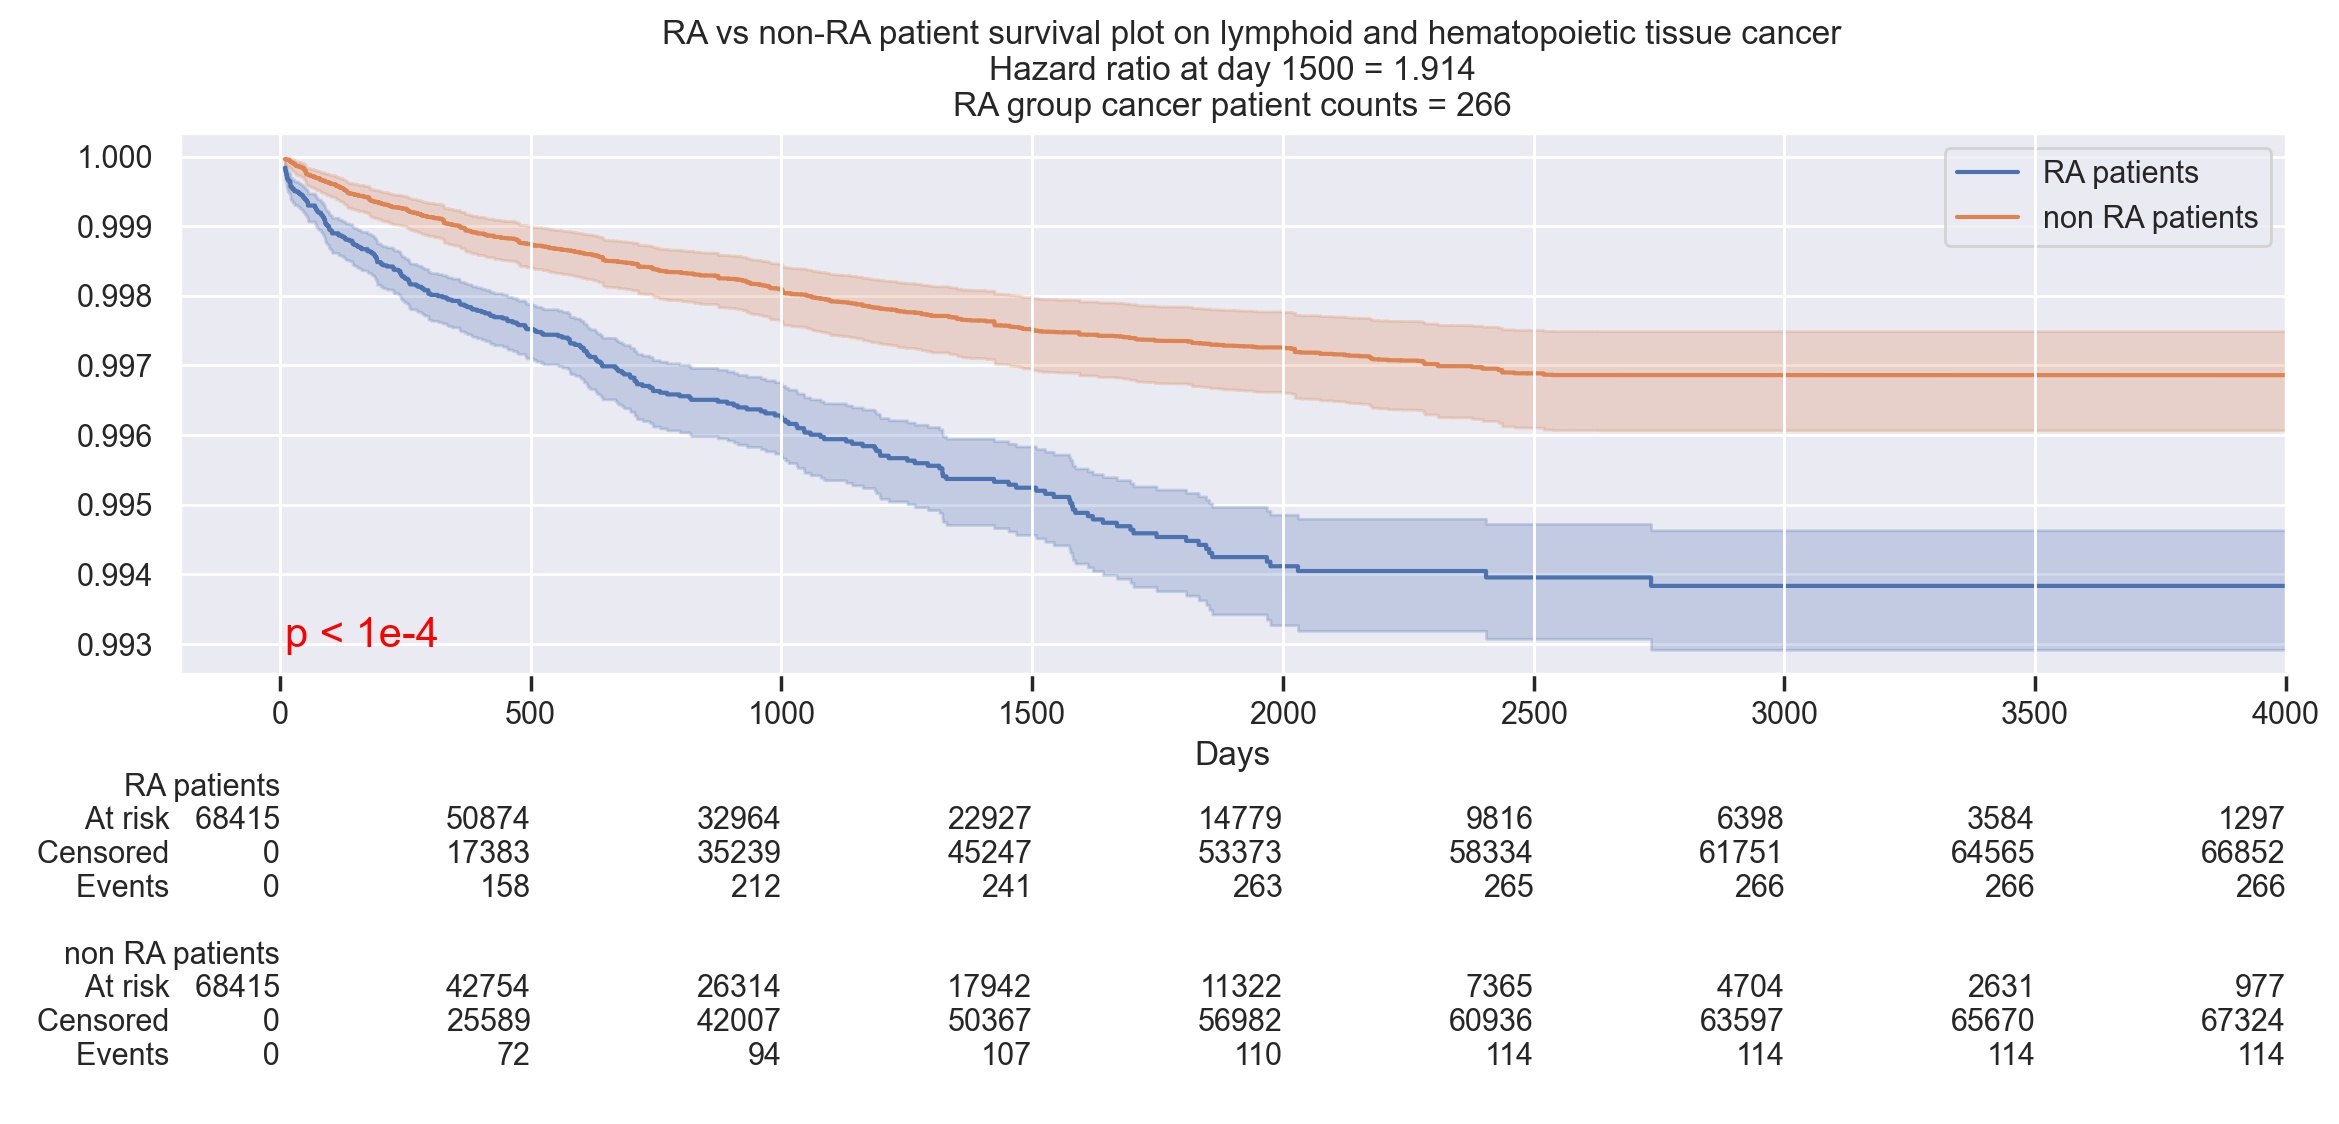 RA vs non-RA patient survival plot on lymphoid and hematopoietic tissue cancer
Hazard ratio at day 1500 = 1.914
RA group cancer patient counts = 266
1.000
0.999
0.998
0.997
0.996
0.995
0.994
0.993
RA patients
non RA patients
p < 1e-4
0 500 1000 1500 2000 2500 3000 3500 4000
Days
RA patients
At risk 68415 50874 32964 22927 14779 9816 6398 3584 1297
Censored 0 17383 35239 45247 53373 58334 61751 64565 66852
Events 0 158 212 241 263 265 266 266 266
non RA patients
At risk 68415 42754 26314 17942 11322 7365 4704 2631 977
Censored 0 25589 42007 50367 56982 60936 63597 65670 67324
Events 0 72 94 107 110 114 114 114 114